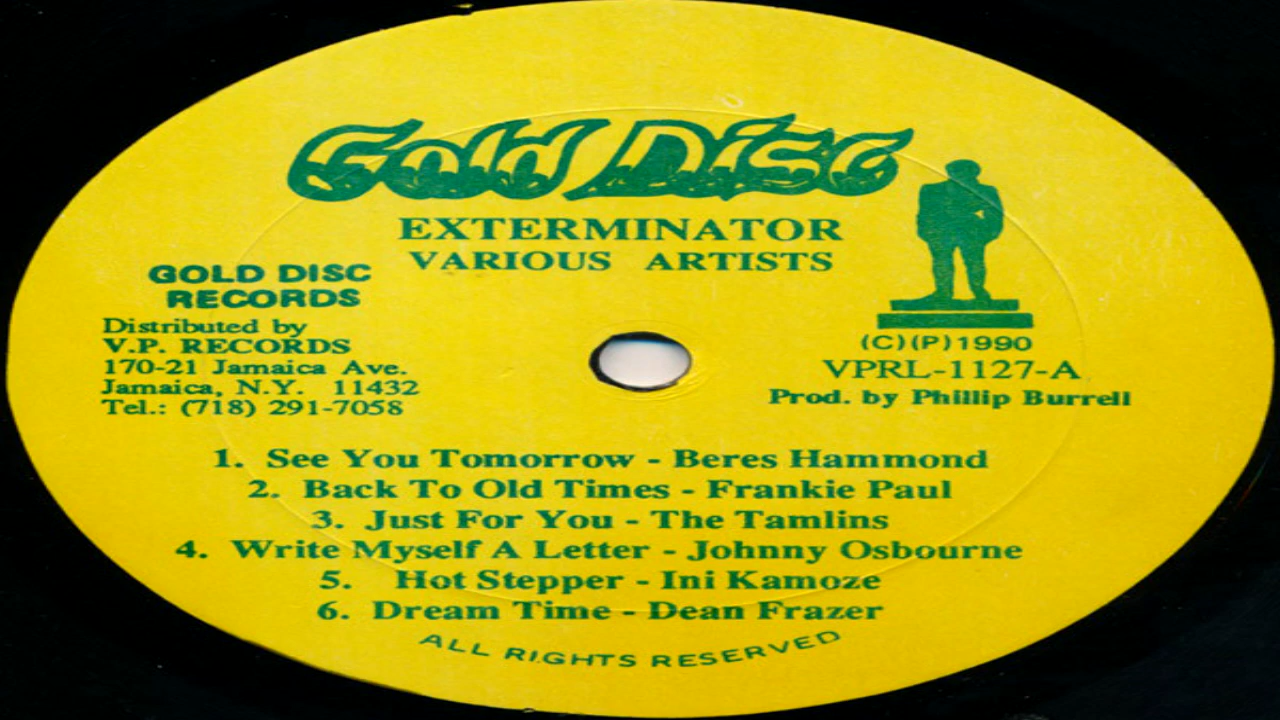 Gold Disc
EXTERMINATOR
VARIOUS ARTISTS
GOLD DISC
RECORDS
Distributed by
V.P. RECORDS
170-21 Jamaica Ave.
Jamaica, N.Y. 11432
Tel.: (718) 291-7058
(C)(P)1990
VPRL-1127-A
Prod. by Phillip Burrell
1. See You Tomorrow - Beres Hammond
2. Back To Old Times - Frankie Paul
3. Just For You - The Tamlins
4. Write Myself A Letter - Johnny Osbourne
5. Hot Stepper - Ini Kamoze
6. Dream Time - Dean Frazer
ALL RIGHTS RESERVED